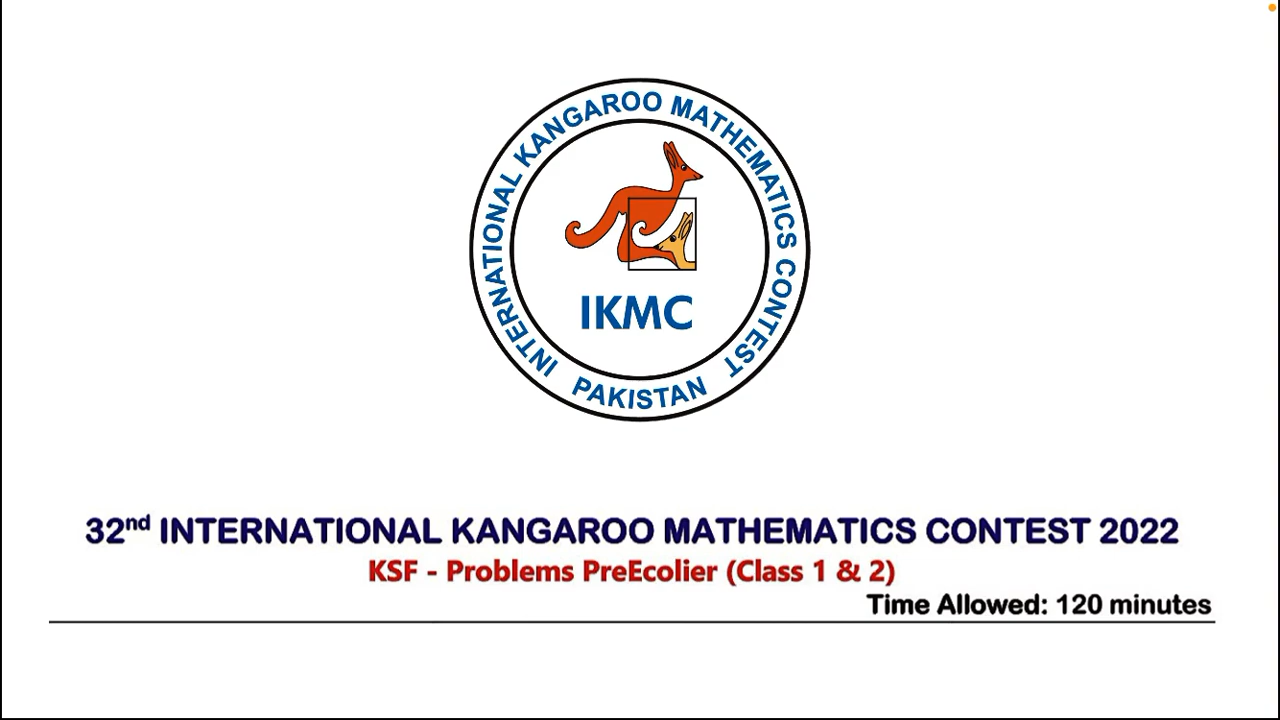 INTERNATIONAL KANGAROO MATHEMATICS CONTEST
PAKISTAN
IKMC
32nd INTERNATIONAL KANGAROO MATHEMATICS CONTEST 2022
KSF - Problems PreEcolier (Class 1 & 2)
Time Allowed: 120 minutes